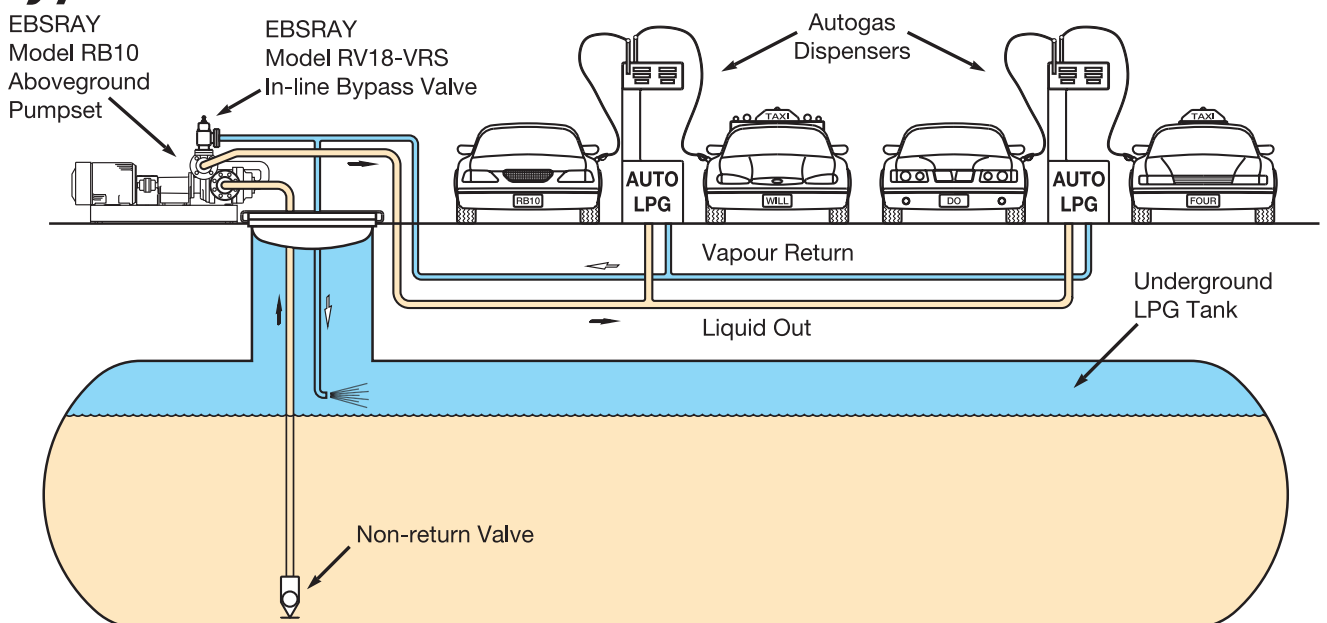 EBSRAY
Model RB10
Aboveground
Pumpset
EBSRAY
Model RV18-VRS
In-line Bypass Valve
Autogas
Dispensers
TAXI
TAXI
AUTO
LPG
AUTO
LPG
RB10
WILL
DO
FOUR
Vapour Return
Underground
LPG Tank
Liquid Out
Non-return Valve